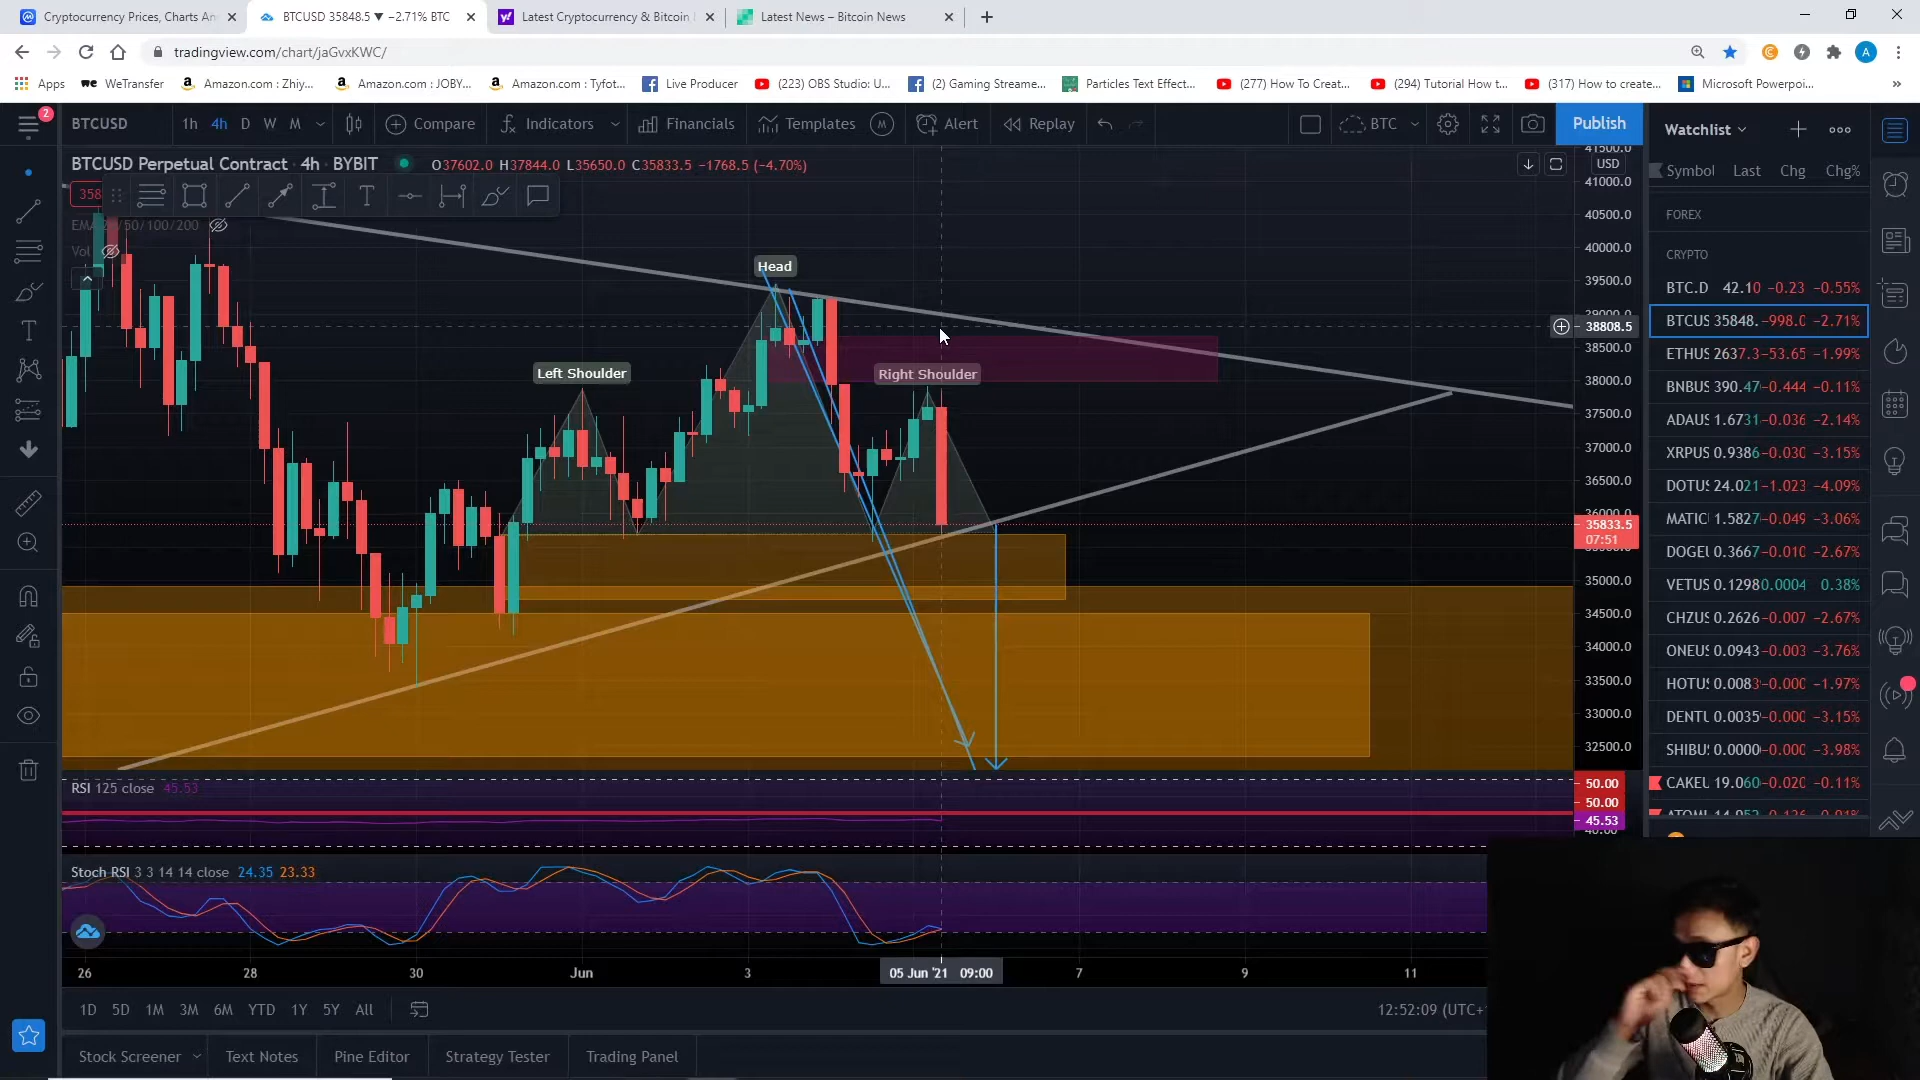 Cryptocurrency Prices, Charts An
BTCUSD 35848.5 ▼ −2.71% BTC
Latest Cryptocurrency & Bitcoin
Latest News – Bitcoin News
tradingview.com/chart/jaGvxKWC/
A
Apps
WeTransfer
Amazon.com : Zhiy...
Amazon.com : JOBY...
Amazon.com : Tyfot...
Live Producer
(223) OBS Studio: U...
(2) Gaming Streame...
Particles Text Effect...
(277) How To Creat...
(294) Tutorial How t...
(317) How to create...
Microsoft Powerpoi...
»
2
BTCUSD
1h 4h D W M
Compare
Indicators
Financials
Templates
M
Alert
Replay
BTC
Publish
Watchlist
BTCUSD Perpetual Contract · 4h · BYBIT
O37602.0 H37844.0 L35650.0 C35833.5 −1768.5 (−4.70%)
358
Vol
Head
Left Shoulder
Right Shoulder
USD
41500.0
41000.0
40500.0
40000.0
39500.0
39000.0
38808.5
38500.0
38000.0
37500.0
37000.0
36500.0
36000.0
35833.5
07:51
35000.0
34500.0
34000.0
33500.0
33000.0
32500.0
Symbol Last Chg Chg%
FOREX
CRYPTO
BTC.D 42.10 −0.23 −0.55%
BTCUS 35848. −998.0 −2.71%
ETHUS 2637.3 −53.65 −1.99%
BNBUS 390.47 −0.444 −0.11%
ADAUS 1.6731 −0.036 −2.14%
XRPUS 0.9386 −0.030 −3.15%
DOTUS 24.021 −1.023 −4.09%
MATIC 1.5827 −0.049 −3.06%
DOGEU 0.3667 −0.010 −2.67%
VETUS 0.1298 0.0004 0.38%
CHZUS 0.2626 −0.007 −2.67%
ONEUS 0.0943 −0.003 −3.76%
HOTUS 0.0083 −0.000 −1.97%
DENTU 0.0035 −0.000 −3.15%
SHIBU 0.0000 −0.000 −3.98%
CAKEU 19.060 −0.020 −0.11%
RSI 125 close 45.53
50.00
50.00
45.53
Stoch RSI 3 3 14 14 close 24.35 23.33
26 28 30 Jun 3 05 Jun '21 09:00 7 9 11
1D 5D 1M 3M 6M YTD 1Y 5Y All
12:52:09 (UTC+
Stock Screener
Text Notes
Pine Editor
Strategy Tester
Trading Panel